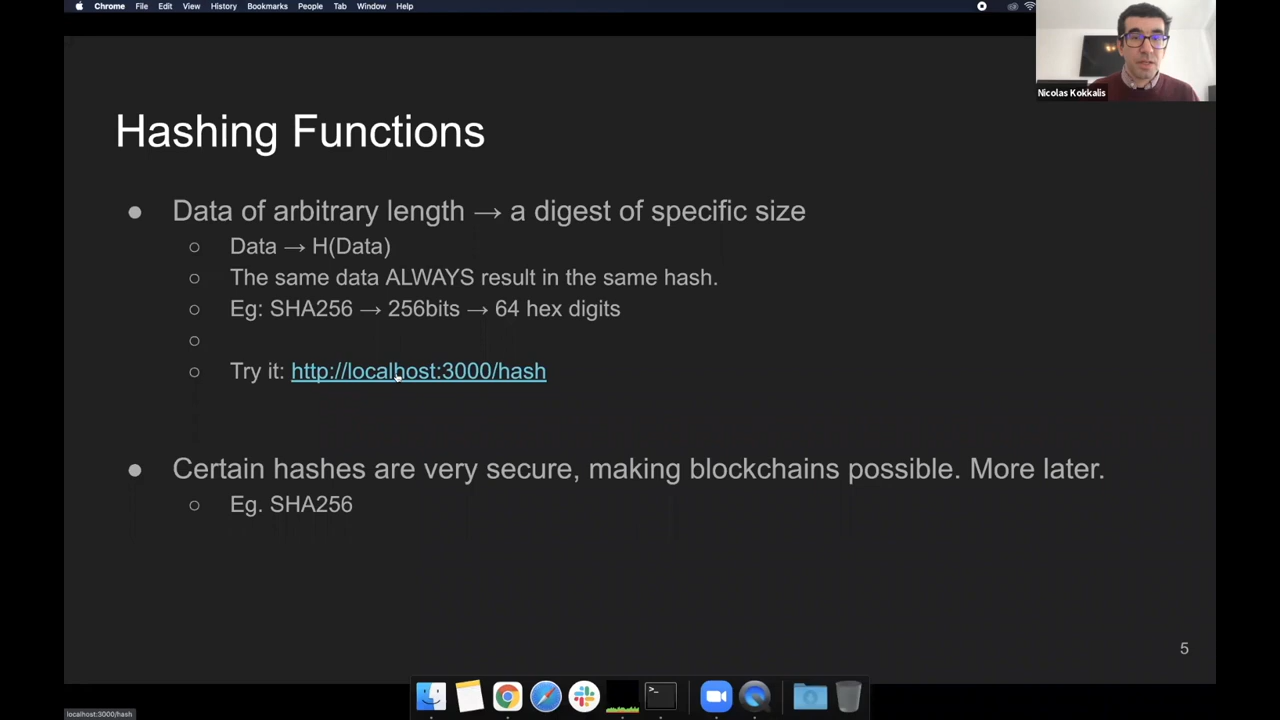 Chrome File Edit View History Bookmarks People Tab Window Help
Nicolas Kokkalis
Hashing Functions
● Data of arbitrary length → a digest of specific size
○ Data → H(Data)
○ The same data ALWAYS result in the same hash.
○ Eg: SHA256 → 256bits → 64 hex digits
○
○ Try it: http://localhost:3000/hash
● Certain hashes are very secure, making blockchains possible. More later.
○ Eg. SHA256
5
localhost:3000/hash